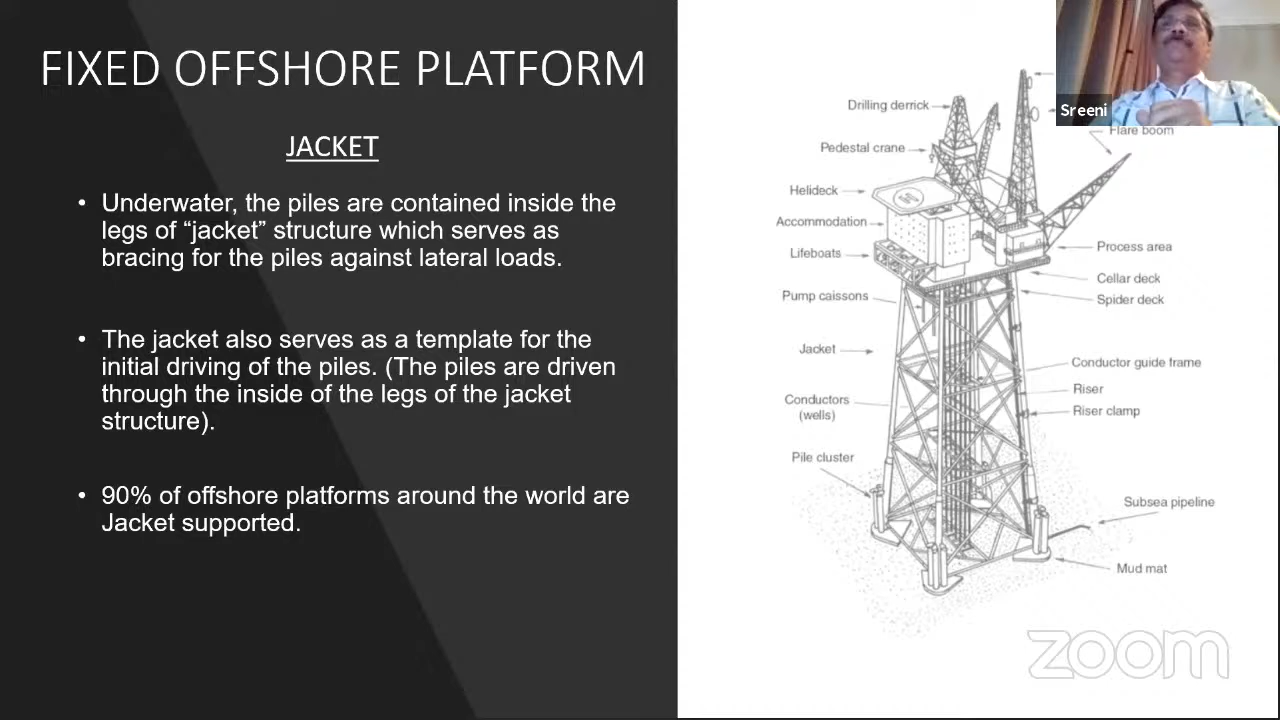 FIXED OFFSHORE PLATFORM
JACKET
• Underwater, the piles are contained inside the
legs of “jacket” structure which serves as
bracing for the piles against lateral loads.
• The jacket also serves as a template for the
initial driving of the piles. (The piles are driven
through the inside of the legs of the jacket
structure).
• 90% of offshore platforms around the world are
Jacket supported.
Sreeni
Drilling derrick
Pedestal crane
Helideck
Accommodation
Lifeboats
Pump caissons
Jacket
Conductors
(wells)
Pile cluster
Flare boom
Process area
Cellar deck
Spider deck
Conductor guide frame
Riser
Riser clamp
Subsea pipeline
Mud mat
H
zoom